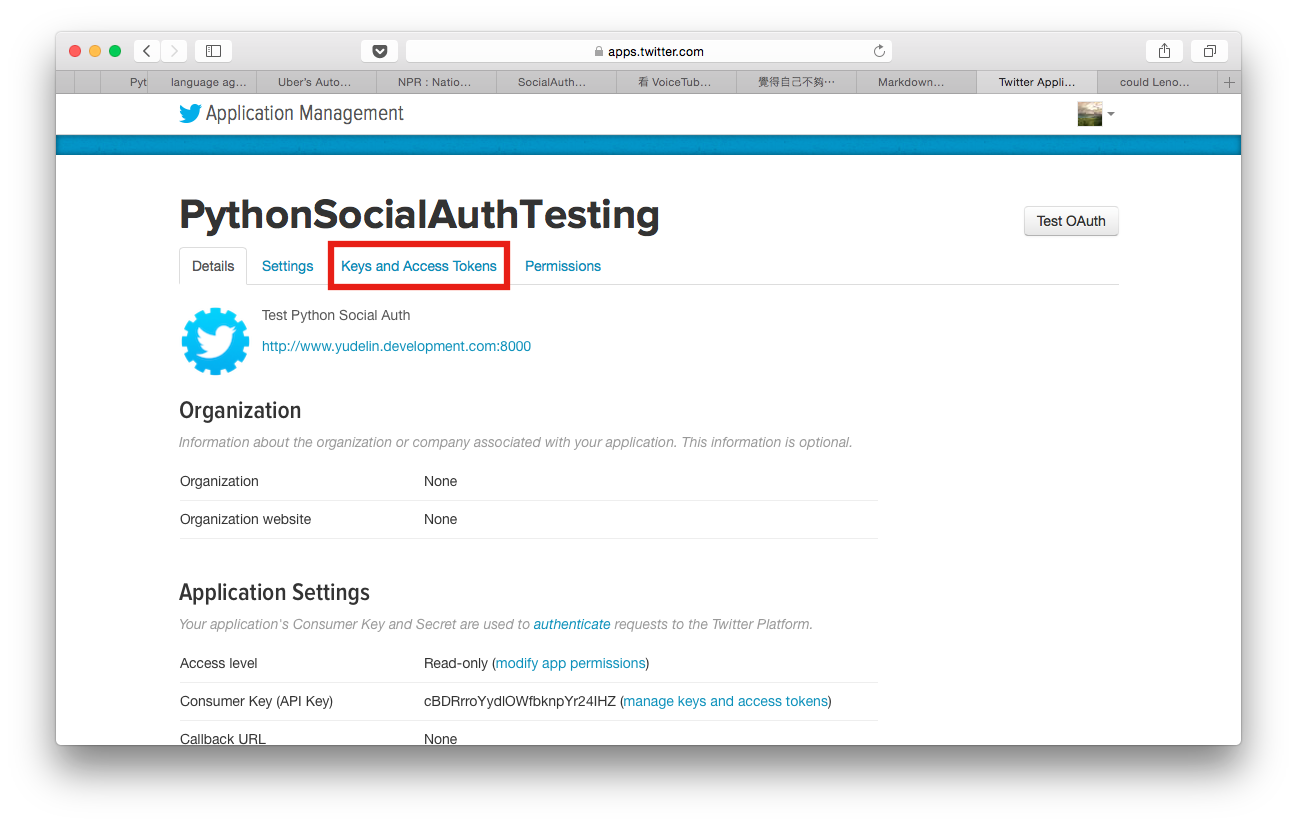 apps.twitter.com
Pyt
language ag...
Uber's Auto...
NPR : Natio...
SocialAuth...
看 VoiceTub...
覺得自己不夠...
Markdown...
Twitter Appli...
could Leno...
Application Management
PythonSocialAuthTesting
Test OAuth
Details Settings Keys and Access Tokens Permissions
Test Python Social Auth
http://www.yudelin.development.com:8000
Organization
Information about the organization or company associated with your application. This information is optional.
Organization None
Organization website None
Application Settings
Your application's Consumer Key and Secret are used to authenticate requests to the Twitter Platform.
Access level Read-only (modify app permissions)
Consumer Key (API Key) cBDRrroYydlOWfbknpYr24IHZ (manage keys and access tokens)
Callback URL None